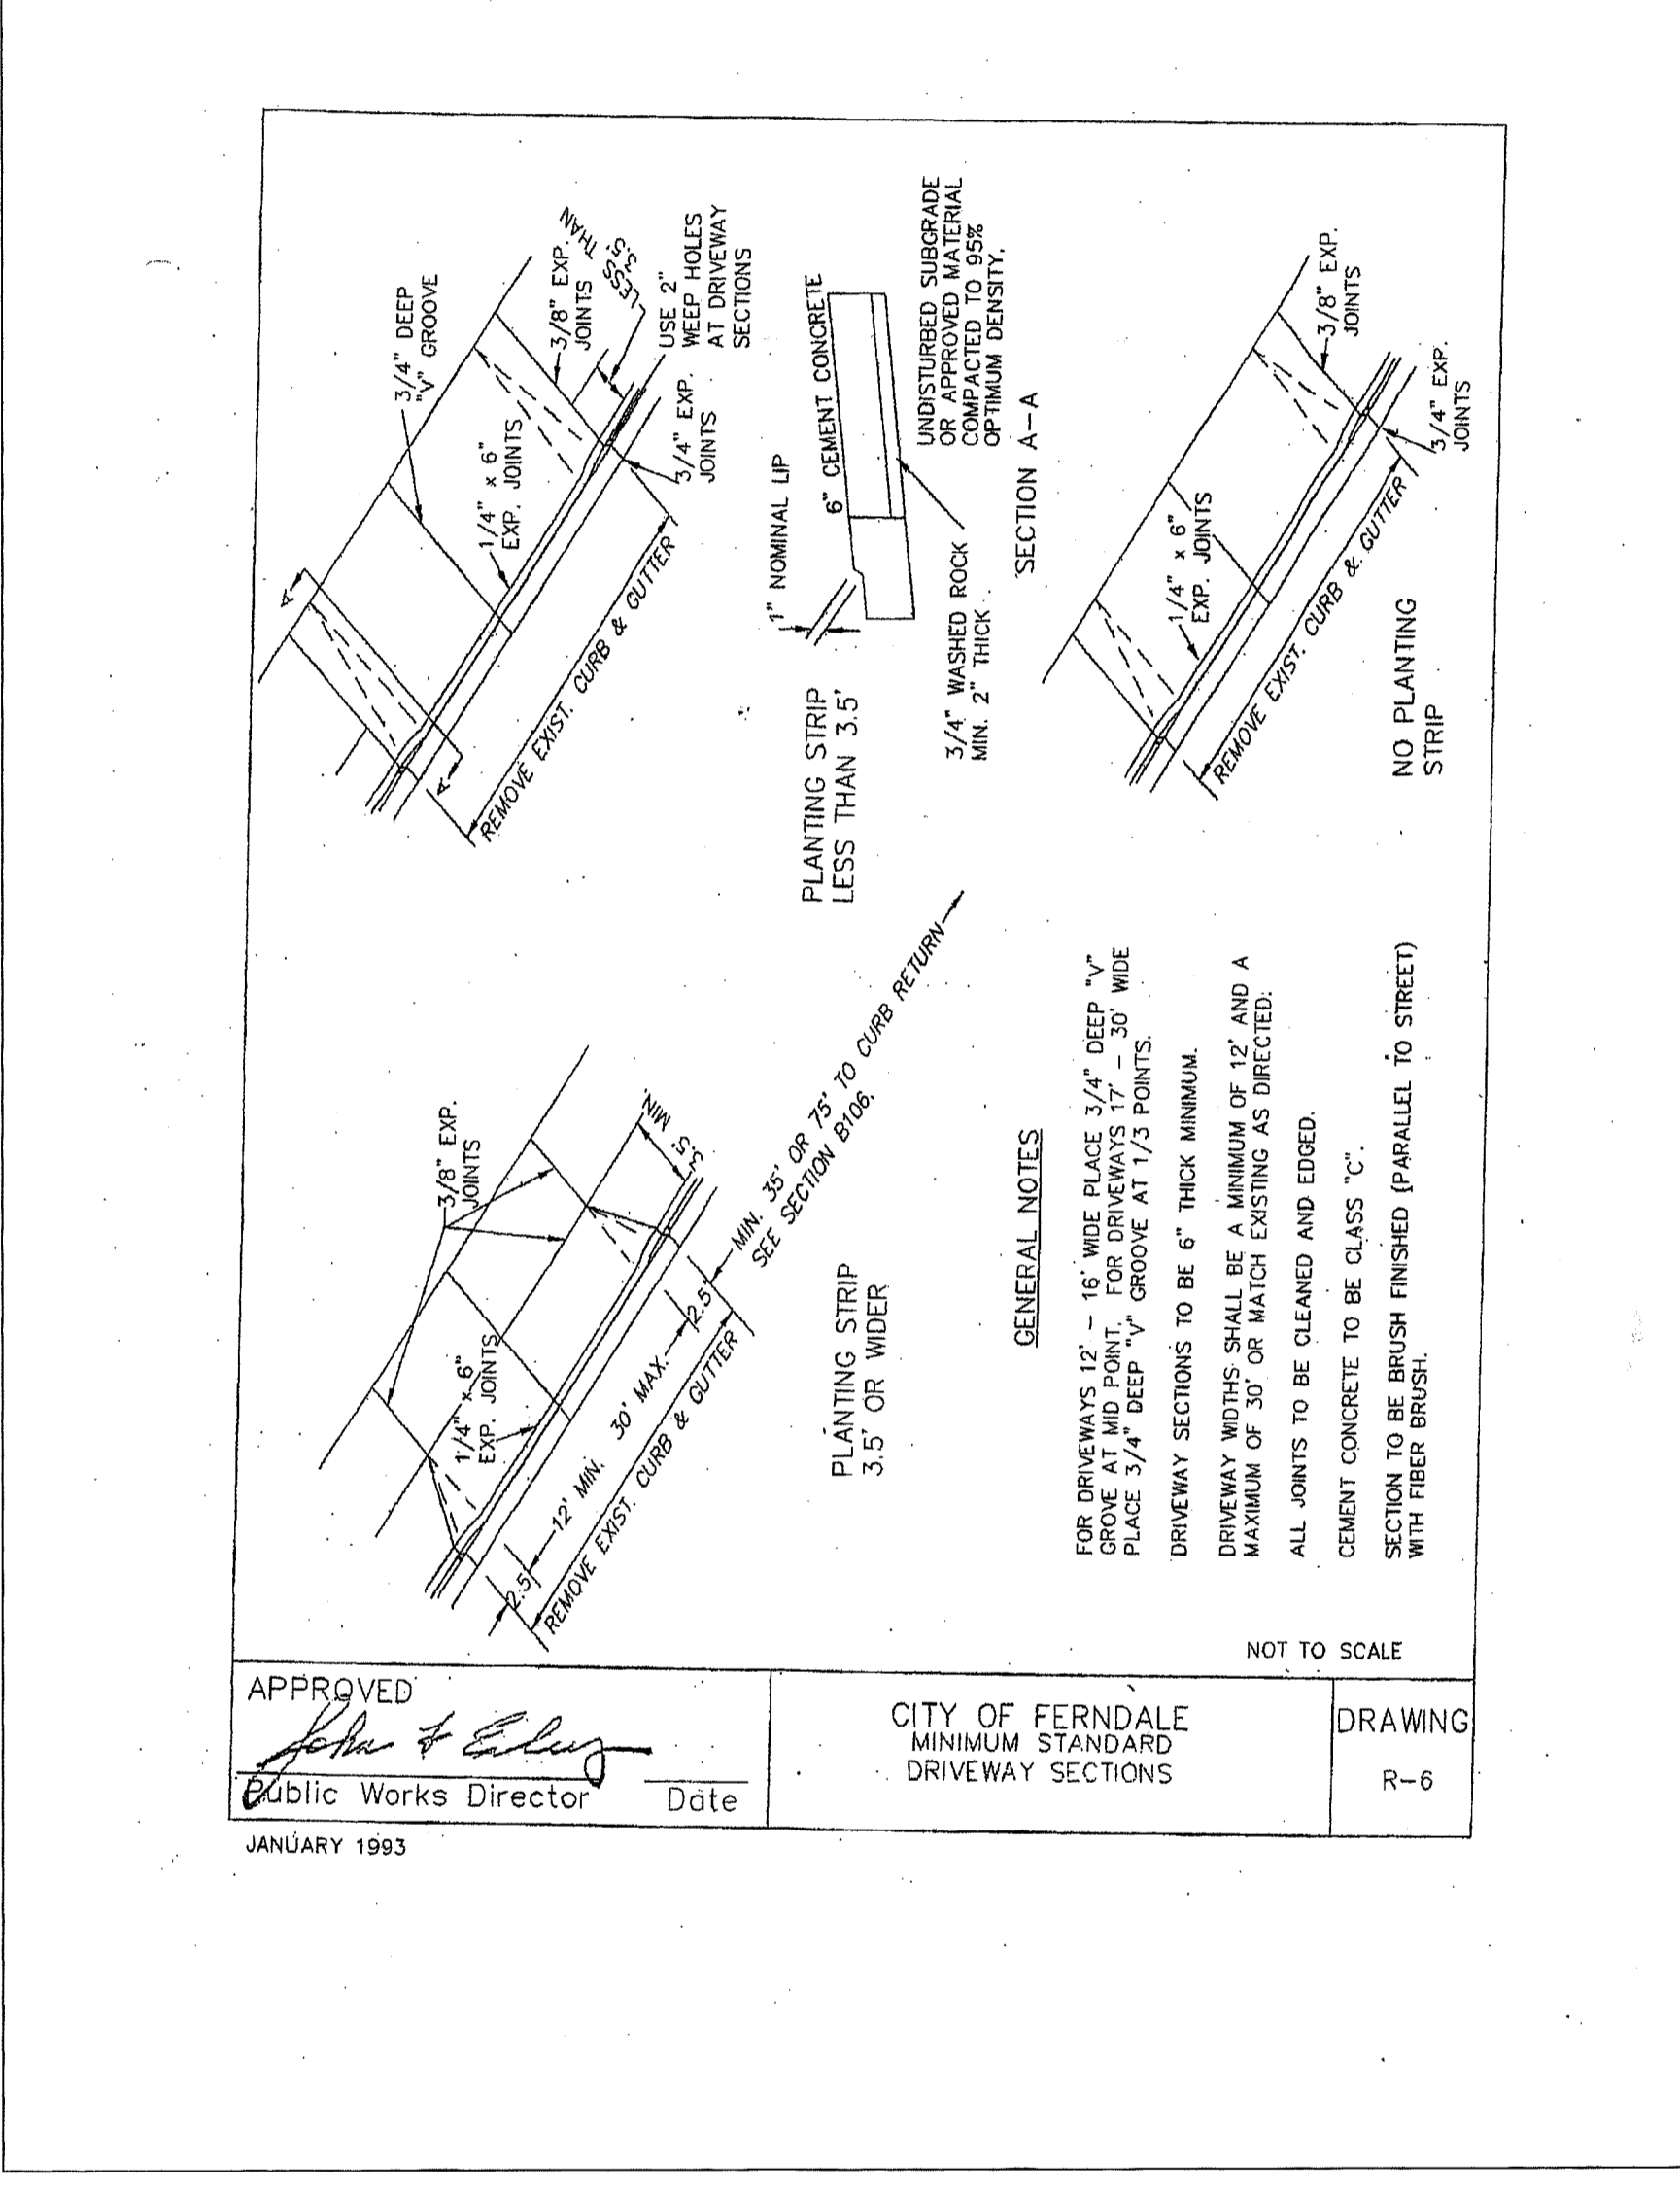 3/8" EXP.
JOINTS
1/4" x 6"
EXP. JOINTS
3.5' MIN.
2.5'
12' MIN.
30' MAX.
2.5'
REMOVE EXIST. CURB & GUTTER
MIN. 35' OR 75' TO CURB RETURN
SEE SECTION B106.
PLANTING STRIP
3.5' OR WIDER
3/4" DEEP
"V" GROOVE
1/4" x 6"
EXP. JOINTS
3/8" EXP.
JOINTS
LESS THAN
3.5'
USE 2"
WEEP HOLES
AT DRIVEWAY
SECTIONS
3/4" EXP.
JOINTS
A
A
REMOVE EXIST. CURB & GUTTER
PLANTING STRIP
LESS THAN 3.5'
1" NOMINAL LIP
6" CEMENT CONCRETE
3/4" WASHED ROCK
MIN. 2" THICK
UNDISTURBED SUBGRADE
OR APPROVED MATERIAL
COMPACTED TO 95%
OPTIMUM DENSITY.
SECTION A-A
1/4" x 6"
EXP. JOINTS
3/8" EXP.
JOINTS
3/4" EXP.
JOINTS
REMOVE EXIST. CURB & GUTTER
NO PLANTING
STRIP
GENERAL NOTES
FOR DRIVEWAYS 12' - 16' WIDE PLACE 3/4" DEEP "V"
GROVE AT MID POINT. FOR DRIVEWAYS 17' - 30' WIDE
PLACE 3/4" DEEP "V" GROOVE AT 1/3 POINTS.
DRIVEWAY SECTIONS TO BE 6" THICK MINIMUM.
DRIVEWAY WIDTHS SHALL BE A MINIMUM OF 12' AND A
MAXIMUM OF 30' OR MATCH EXISTING AS DIRECTED.
ALL JOINTS TO BE CLEANED AND EDGED.
CEMENT CONCRETE TO BE CLASS "C".
SECTION TO BE BRUSH FINISHED (PARALLEL TO STREET)
WITH FIBER BRUSH.
NOT TO SCALE
APPROVED
John F
Public Works Director
Date
CITY OF FERNDALE
MINIMUM STANDARD
DRIVEWAY SECTIONS
DRAWING
R-6
JANUARY 1993